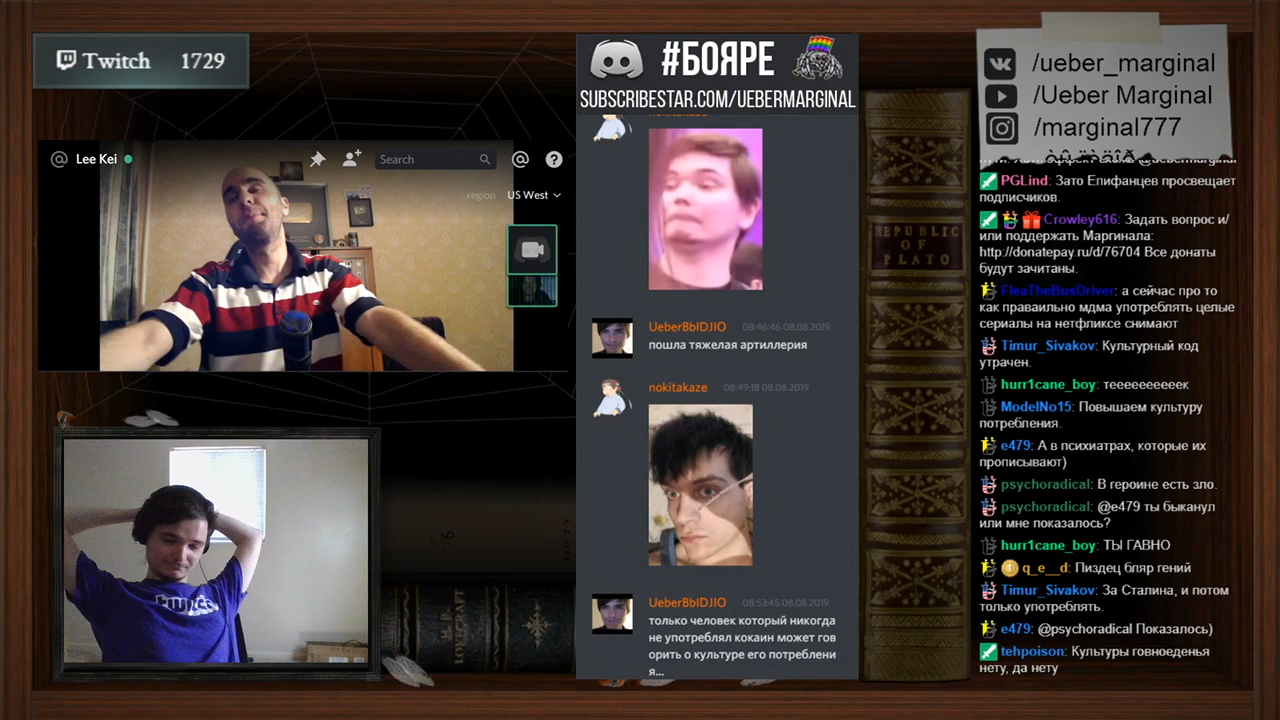 Twitch 1729
Lee Kei
Search
region US West
#БОЯРЕ
SUBSCRIBESTAR.COM/UEBERMARGINAL
nokitakaze
UeberBbIDJIO 08:46:46 08.08.2019
пошла тяжелая артиллерия
nokitakaze 08:49:18 08.08.2019
UeberBbIDJIO 08:53:45 08.08.2019
только человек который никогда
не употреблял кокаин может гов
орить о культуре его потреблени
я...
REPUBLIC
OF
PLATO
H. P. LOVECRAFT
twitch
/ueber_marginal
/Ueber Marginal
/marginal777
PGLind: Зато Епифанцев просвещает
подписчиков.
Crowley616: Задать вопрос и/
или поддержать Маргинала:
http://donatepay.ru/d/76704 Все донаты
будут зачитаны.
FleaTheBusDriver: а сейчас про то
как праваильно мдма употреблять целые
сериалы на нетфликсе снимают
Timur_Sivakov: Культурный код
утрачен.
hurr1cane_boy: тееееееееeeк
ModelNo15: Повышаем культуру
потребления.
e479: А в психиатрах, которые их
прописывают)
psychoradical: В героине есть зло.
psychoradical: @e479 ты быканул
или мне показалось?
hurr1cane_boy: ТЫ ГАВНО
q_e__d: Пиздец бляр гений
Timur_Sivakov: За Сталина, и потом
только употреблять.
e479: @psychoradical Показалось)
tehpoison: Культуры говноеденья
нету, да нету